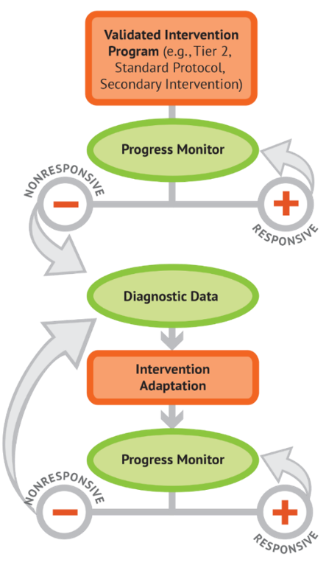 Validated Intervention
Program (e.g., Tier 2,
Standard Protocol,
Secondary Intervention)
Progress Monitor
NONRESPONSIVE
RESPONSIVE
Diagnostic Data
Intervention
Adaptation
Progress Monitor
NONRESPONSIVE
RESPONSIVE